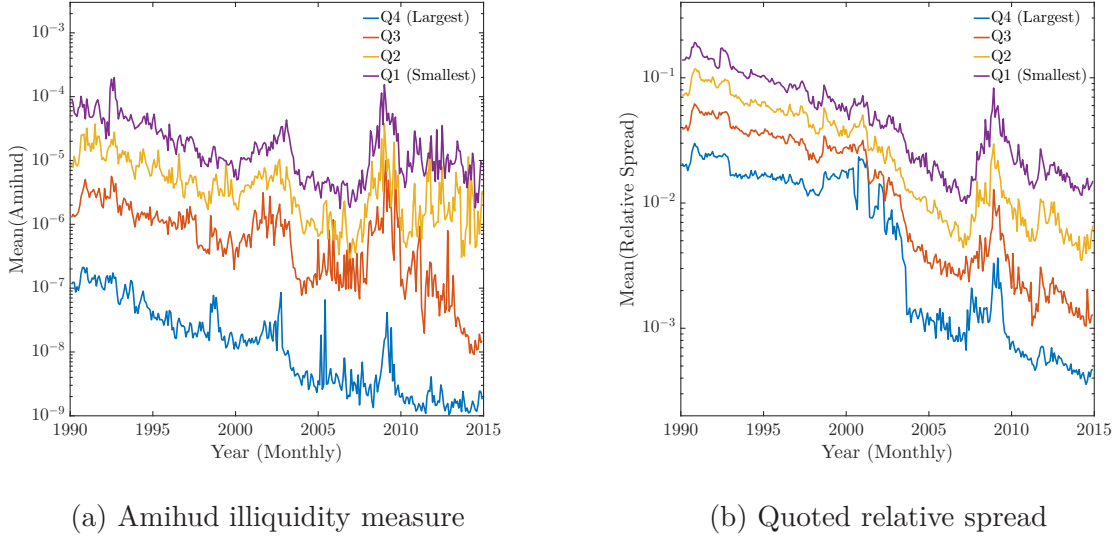 Q4 (Largest)
Q3
Q2
Q1 (Smallest)
Mean(Amihud)
10⁻³
10⁻⁴
10⁻⁵
10⁻⁶
10⁻⁷
10⁻⁸
10⁻⁹
1990 1995 2000 2005 2010 2015
Year (Monthly)
(a) Amihud illiquidity measure
Q4 (Largest)
Q3
Q2
Q1 (Smallest)
Mean(Relative Spread)
10⁻¹
10⁻²
10⁻³
1990 1995 2000 2005 2010 2015
Year (Monthly)
(b) Quoted relative spread